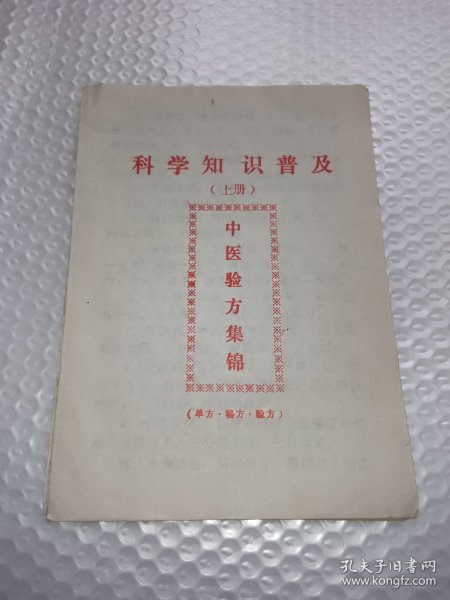 科学知识普及
（上册）
中医验方集锦
（单方·秘方·验方）
孔夫子旧书网
www.kongfz.com